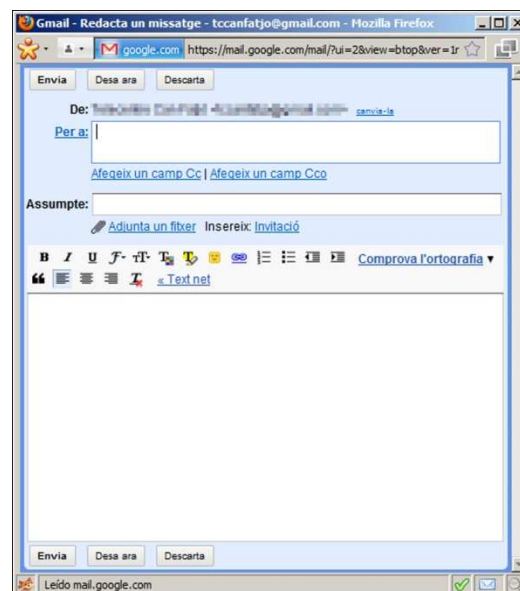 Gmail - Redacta un missatge - tccanfatjo@gmail.com - Mozilla Firefox
google.com https://mail.google.com/mail/?ui=2&view=btop&ver=1r
Envia Desa ara Descarta
De: canvia-la
Per a:
Afegeix un camp Cc | Afegeix un camp Cco
Assumpte:
Adjunta un fitxer Insereix: Invitació
B I U Comprova l'ortografia ▼
« Text net
Envia Desa ara Descarta
Leído mail.google.com